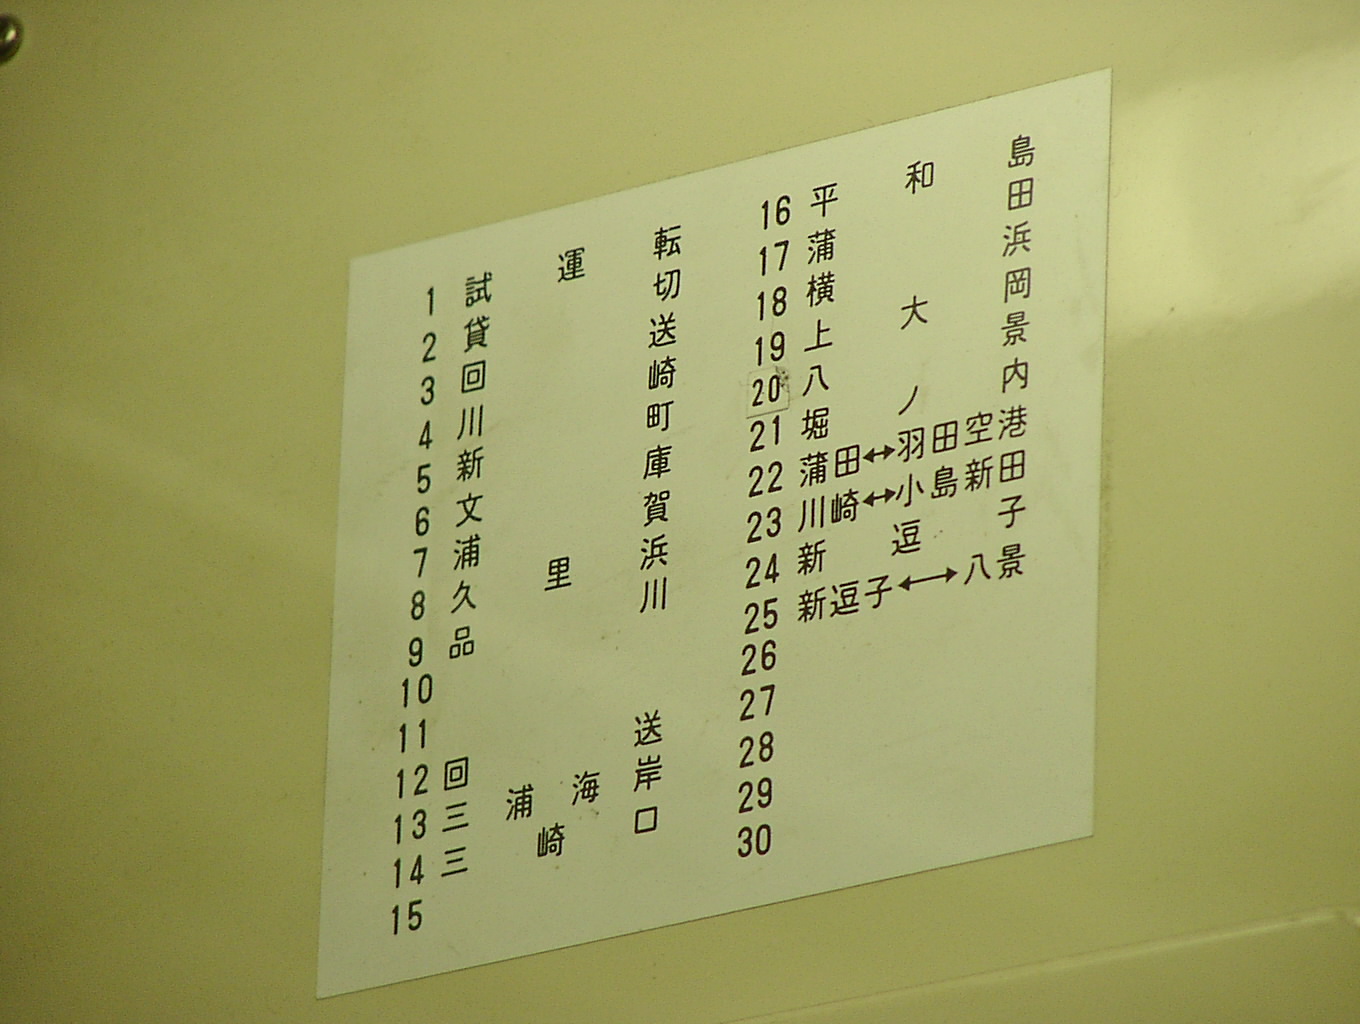 1 試運転
2 貸切
3 回送
4 川崎
5 新町
6 文庫
7 浦賀
8 久里浜
9 品川
10
11
12 回送
13 三浦海岸
14 三崎口
15
16 平和島
17 蒲田
18 横浜
19 上大岡
20 八景
21 堀ノ内
22 蒲田↔羽田空港
23 川崎↔小島新田
24 新逗子
25 新逗子↔八景
26
27
28
29
30